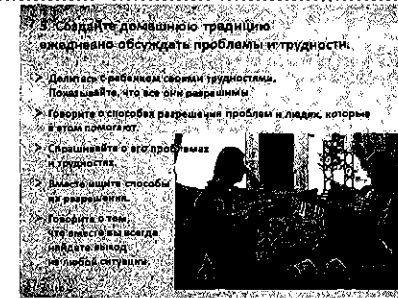 3. Создайте домашнюю традицию
ежедневно обсуждать проблемы и трудности.
Делитесь с ребенком своими трудностями.
Показывайте, что все они разрешимы.
Говорите о способах разрешения проблем и людях, которые
в этом помогают.
Спрашивайте о его проблемах
и трудностях.
Вместе ищите способы
их разрешения.
Говорите о том,
что вместе вы всегда
найдете выход
из любой ситуации.